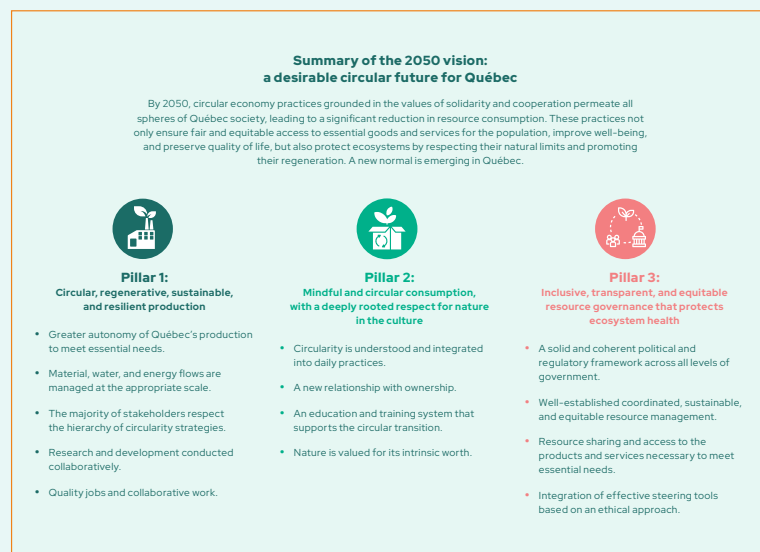 Summary of the 2050 vision:
a desirable circular future for Québec
By 2050, circular economy practices grounded in the values of solidarity and cooperation permeate all
spheres of Québec society, leading to a significant reduction in resource consumption. These practices not
only ensure fair and equitable access to essential goods and services for the population, improve well-being,
and preserve quality of life, but also protect ecosystems by respecting their natural limits and promoting
their regeneration. A new normal is emerging in Québec.
Pillar 1:
Circular, regenerative, sustainable,
and resilient production
• Greater autonomy of Québec's production
to meet essential needs.
• Material, water, and energy flows are
managed at the appropriate scale.
• The majority of stakeholders respect
the hierarchy of circularity strategies.
• Research and development conducted
collaboratively.
• Quality jobs and collaborative work.
Pillar 2:
Mindful and circular consumption,
with a deeply rooted respect for nature
in the culture
• Circularity is understood and integrated
into daily practices.
• A new relationship with ownership.
• An education and training system that
supports the circular transition.
• Nature is valued for its intrinsic worth.
Pillar 3:
Inclusive, transparent, and equitable
resource governance that protects
ecosystem health
• A solid and coherent political and
regulatory framework across all levels of
government.
• Well-established coordinated, sustainable,
and equitable resource management.
• Resource sharing and access to the
products and services necessary to meet
essential needs.
• Integration of effective steering tools
based on an ethical approach.